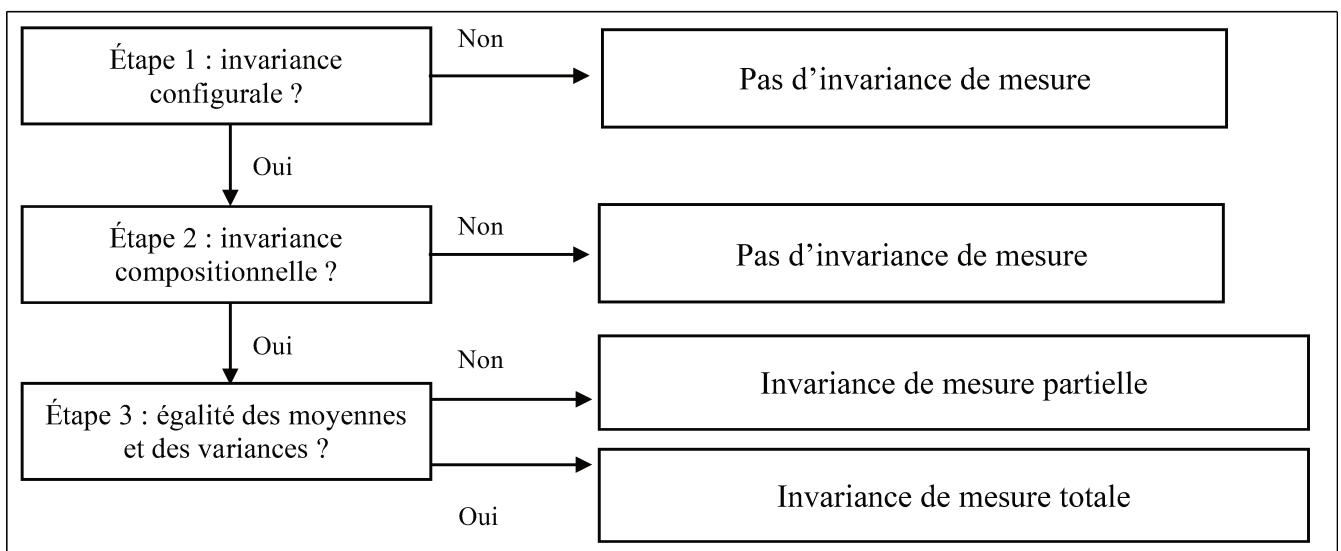 Étape 1 : invariance
configurale ?
Non
Pas d’invariance de mesure
Oui
Étape 2 : invariance
compositionnelle ?
Non
Pas d’invariance de mesure
Oui
Étape 3 : égalité des moyennes
et des variances ?
Non
Invariance de mesure partielle
Oui
Invariance de mesure totale